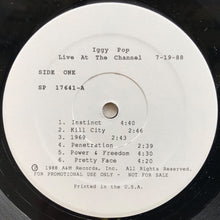 Iggy Pop
Live At The Channel 7-19-88
SIDE ONE
SP 17641-A
1. Instinct 4:40
2. Kill City 2:46
3. 1969 2:43
4. Penetration 2:39
5. Power & Freedom 4:30
6. Pretty Face 4:04
℗ 1988 A&M Records, Inc. All Rights Reserved.
FOR PROMOTIONAL USE ONLY - NOT FOR SALE
Printed in the U.S.A.